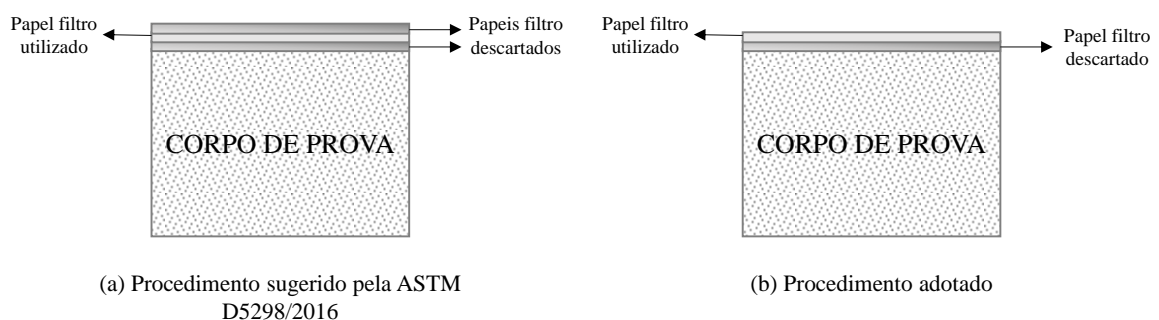 Papel filtro
utilizado
Papeis filtro
descartados
CORPO DE PROVA
(a) Procedimento sugerido pela ASTM
D5298/2016
Papel filtro
utilizado
Papel filtro
descartado
CORPO DE PROVA
(b) Procedimento adotado